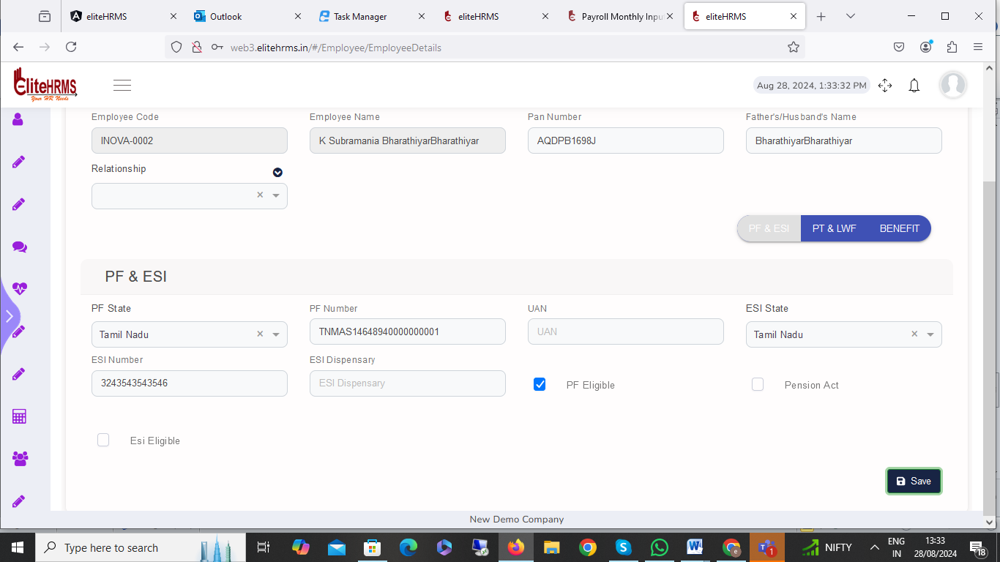 eliteHRMS
Outlook
Task Manager
eliteHRMS
Payroll Monthly Inpu
eliteHRMS
web3.elitehrms.in/#/Employee/EmployeeDetails
EliteHRMS
Your HR Needs
Aug 28, 2024, 1:33:32 PM
Employee Code
Employee Name
Pan Number
Father's/Husband's Name
INOVA-0002
K Subramania BharathiyarBharathiyar
AQDPB1698J
BharathiyarBharathiyar
Relationship
PF & ESI
PT & LWF
BENEFIT
PF & ESI
PF State
PF Number
UAN
ESI State
Tamil Nadu
TNMAS14648940000000001
UAN
Tamil Nadu
ESI Number
ESI Dispensary
3243543543546
ESI Dispensary
PF Eligible
Pension Act
Esi Eligible
Save
New Demo Company
Type here to search
1
NIFTY
ENG
IN
13:33
28/08/2024
18